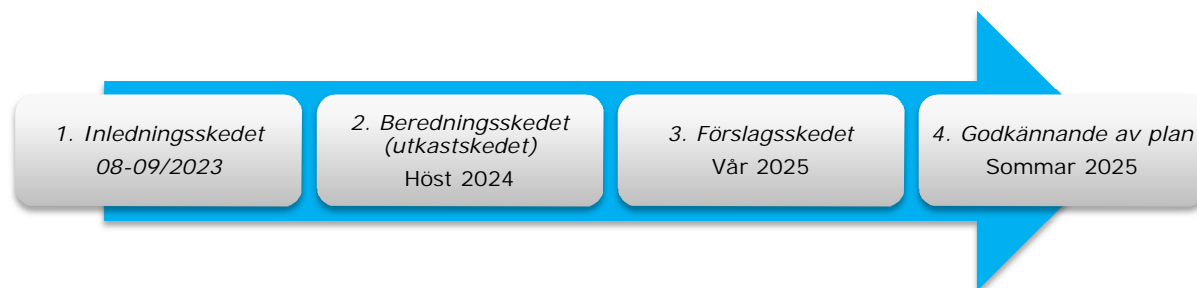 1. Inledningsskedet
08-09/2023
2. Beredningsskedet
(utkastskedet)
Höst 2024
3. Förslagsskedet
Vår 2025
4. Godkännande av plan
Sommar 2025